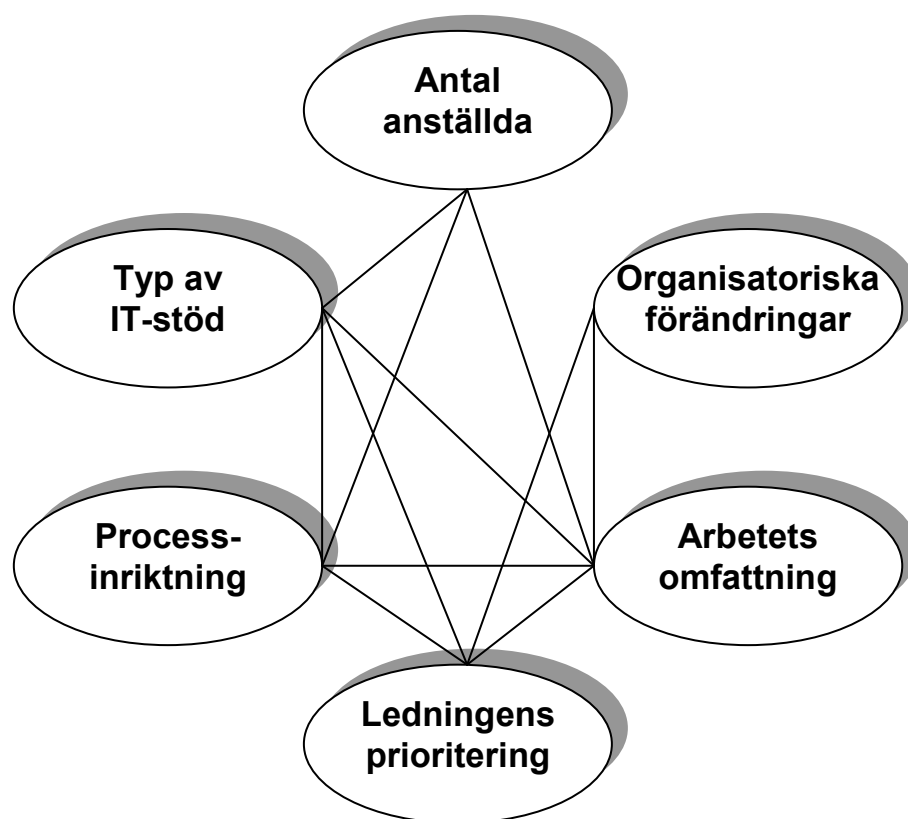 Antal
anställda
Typ av
IT-stöd
Organisatoriska
förändringar
Process-
inriktning
Arbetets
omfattning
Ledningens
prioritering